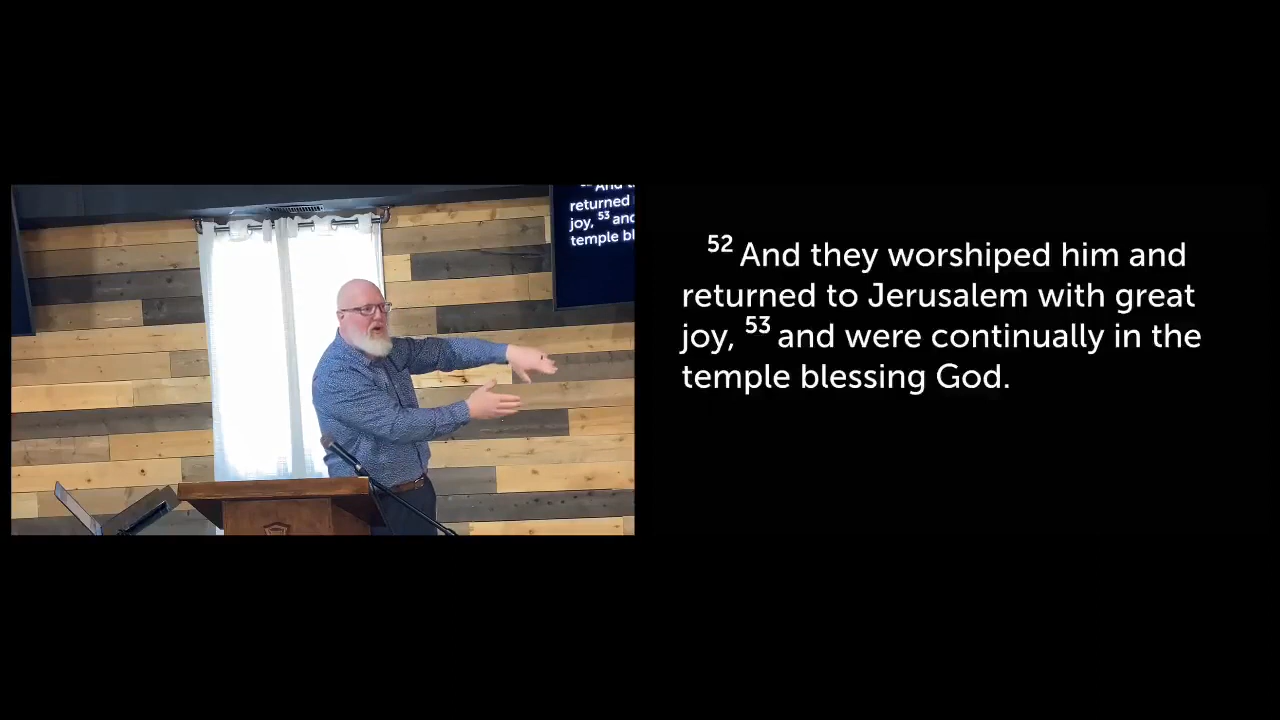 And t
returned
joy, 53 and
temple bl
52 And they worshiped him and
returned to Jerusalem with great
joy, 53 and were continually in the
temple blessing God.